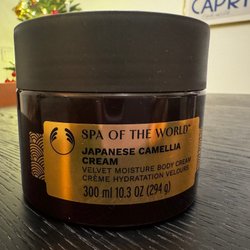 CAPRI
SPA OF THE WORLD™
JAPANESE CAMELLIA
CREAM
VELVET MOISTURE BODY CREAM
CRÈME HYDRATATION VELOURS
300 ml 10.3 OZ (294 g)